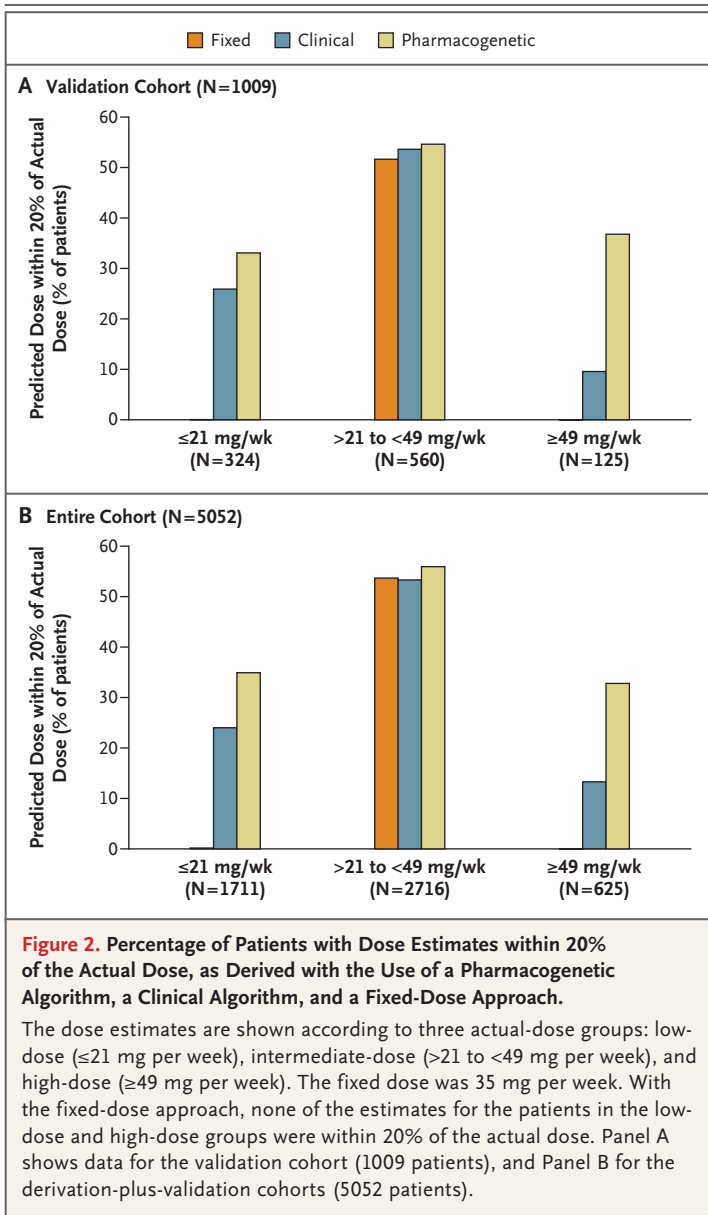 Fixed Clinical Pharmacogenetic
A Validation Cohort (N=1009)
Predicted Dose within 20% of Actual
Dose (% of patients)
60
50
40
30
20
10
0
≤21 mg/wk >21 to <49 mg/wk ≥49 mg/wk
(N=324) (N=560) (N=125)
B Entire Cohort (N=5052)
Predicted Dose within 20% of Actual
Dose (% of patients)
60
50
40
30
20
10
0
≤21 mg/wk >21 to <49 mg/wk ≥49 mg/wk
(N=1711) (N=2716) (N=625)
Figure 2. Percentage of Patients with Dose Estimates within 20%
of the Actual Dose, as Derived with the Use of a Pharmacogenetic
Algorithm, a Clinical Algorithm, and a Fixed-Dose Approach.
The dose estimates are shown according to three actual-dose groups: low-
dose (≤21 mg per week), intermediate-dose (>21 to <49 mg per week), and
high-dose (≥49 mg per week). The fixed dose was 35 mg per week. With
the fixed-dose approach, none of the estimates for the patients in the low-
dose and high-dose groups were within 20% of the actual dose. Panel A
shows data for the validation cohort (1009 patients), and Panel B for the
derivation-plus-validation cohorts (5052 patients).